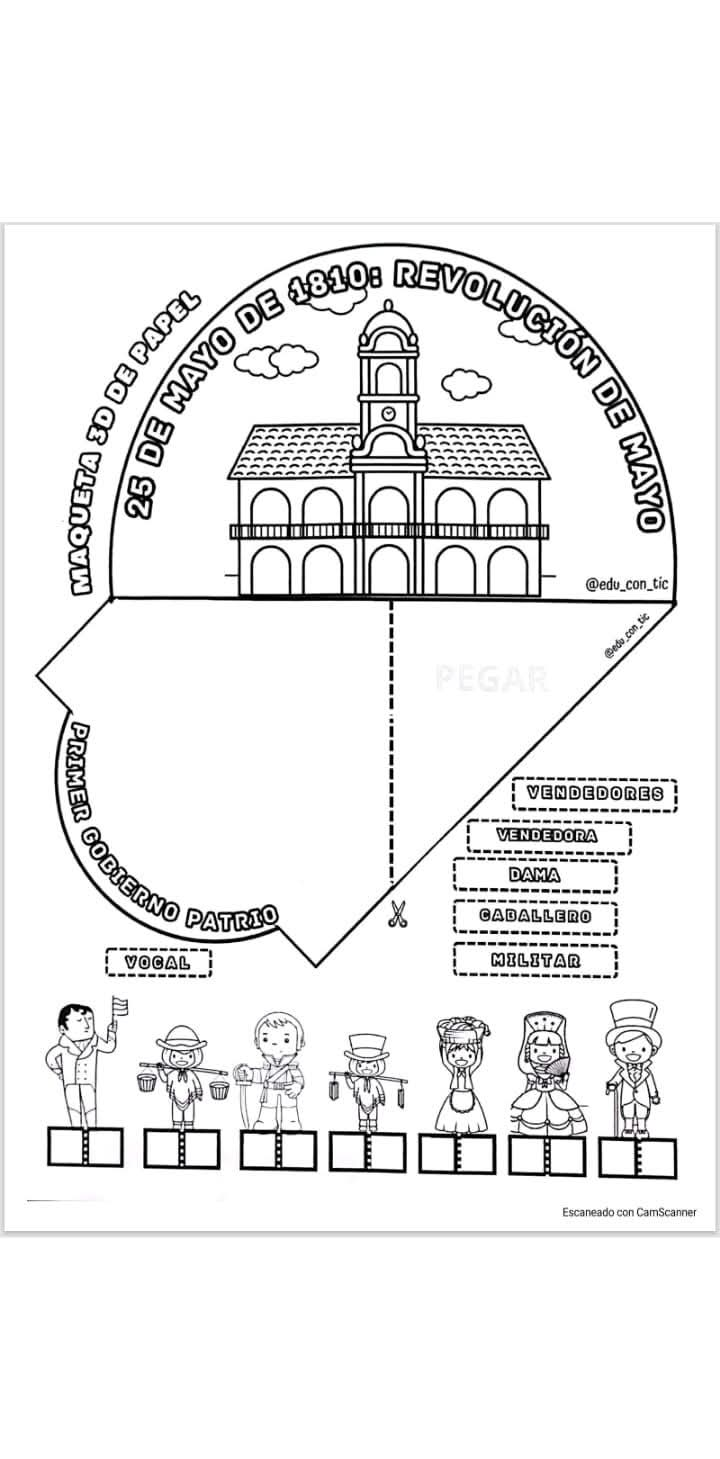 MAQUETA 3D DE PAPEL
25 DE MAYO DE 1810: REVOLUCIÓN DE MAYO
@edu_con_tic
@edu_con_tic
PEGAR
PRIMER GOBIERNO PATRIO
VENDEDORES
VENDEDORA
DAMA
CABALLERO
MILITAR
VOCAL
Escaneado con CamScanner